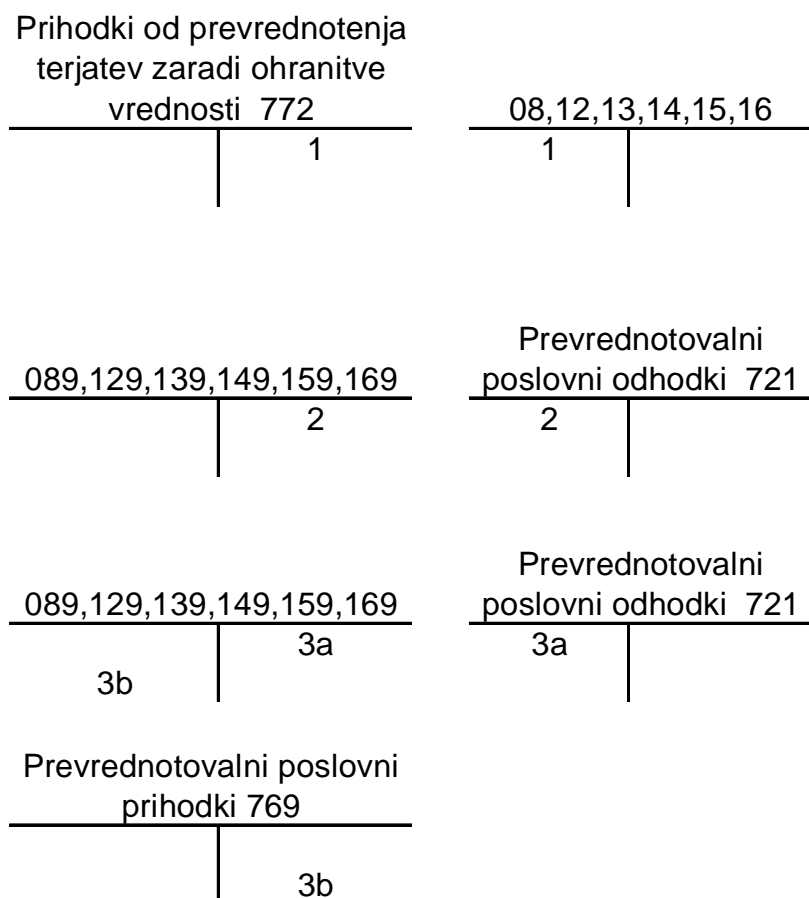 Prihodki od prevrednotenja
terjatev zaradi ohranitve
vrednosti 772
08,12,13,14,15,16
1
1
Prevrednotovalni
089,129,139,149,159,169
poslovni odhodki 721
2
2
Prevrednotovalni
089,129,139,149,159,169
poslovni odhodki 721
3a
3a
3b
Prevrednotovalni poslovni
prihodki 769
3b